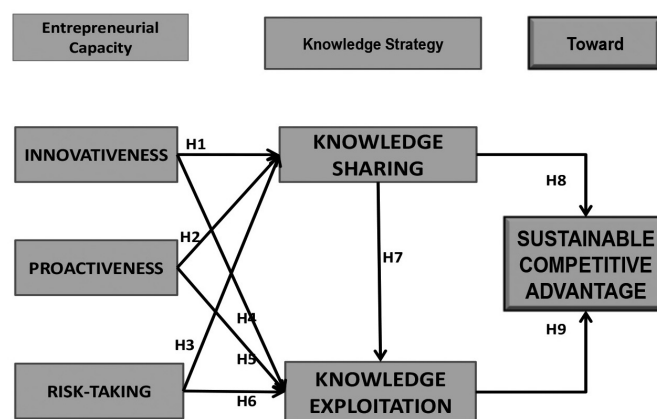 Entrepreneurial
Capacity
Knowledge Strategy
Toward
INNOVATIVENESS
H1
KNOWLEDGE
SHARING
H8
H2
PROACTIVENESS
H7
SUSTAINABLE
COMPETITIVE
ADVANTAGE
H4
H3
H5
H9
RISK-TAKING
H6
KNOWLEDGE
EXPLOITATION